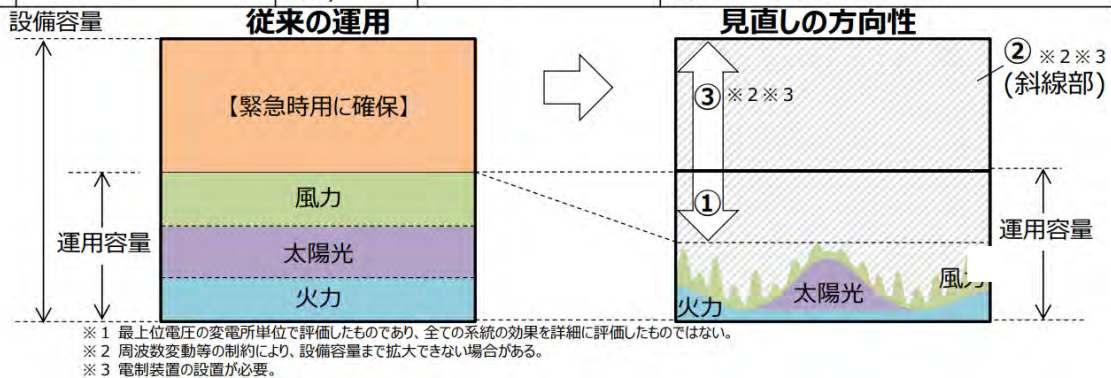 設備容量
従来の運用
見直しの方向性
【緊急時用に確保】
風力
太陽光
火力
運用容量
③ ※2※3
①
② ※2※3
(斜線部)
火力
太陽光
風力
運用容量
※1 最上位電圧の変電所単位で評価したものであり、全ての系統の効果を詳細に評価したものではない。
※2 周波数変動等の制約により、設備容量まで拡大できない場合がある。
※3 電制装置の設置が必要。